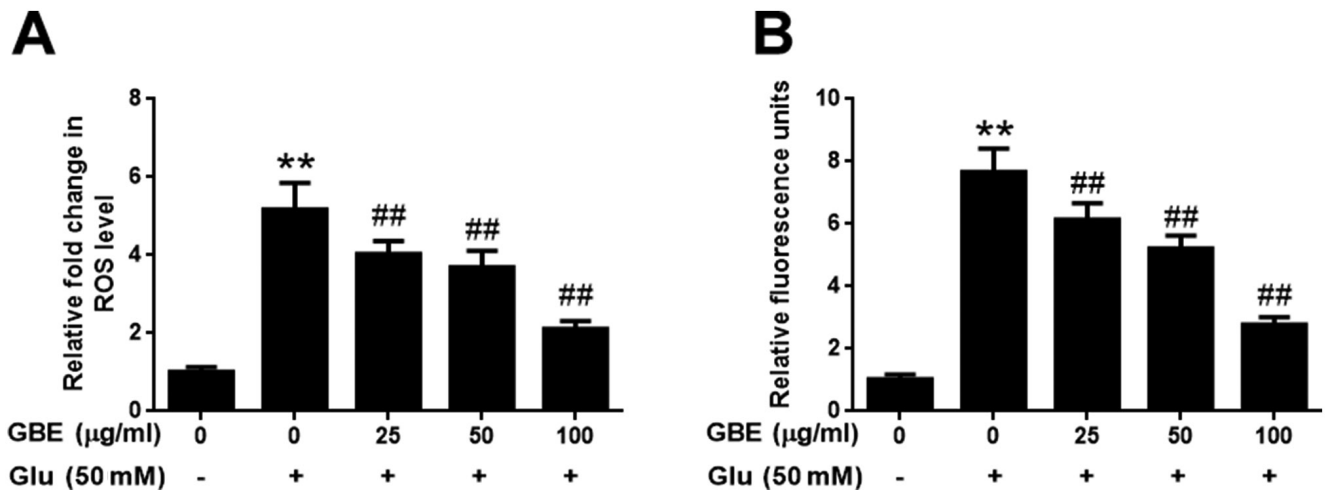 A
Relative fold change in
ROS level
8
6
4
2
0
**
##
##
##
GBE (μg/ml) 0 0 25 50 100
Glu (50 mM) - + + + +
B
Relative fluorescence units
10
8
6
4
2
0
**
##
##
##
GBE (μg/ml) 0 0 25 50 100
Glu (50 mM) - + + + +